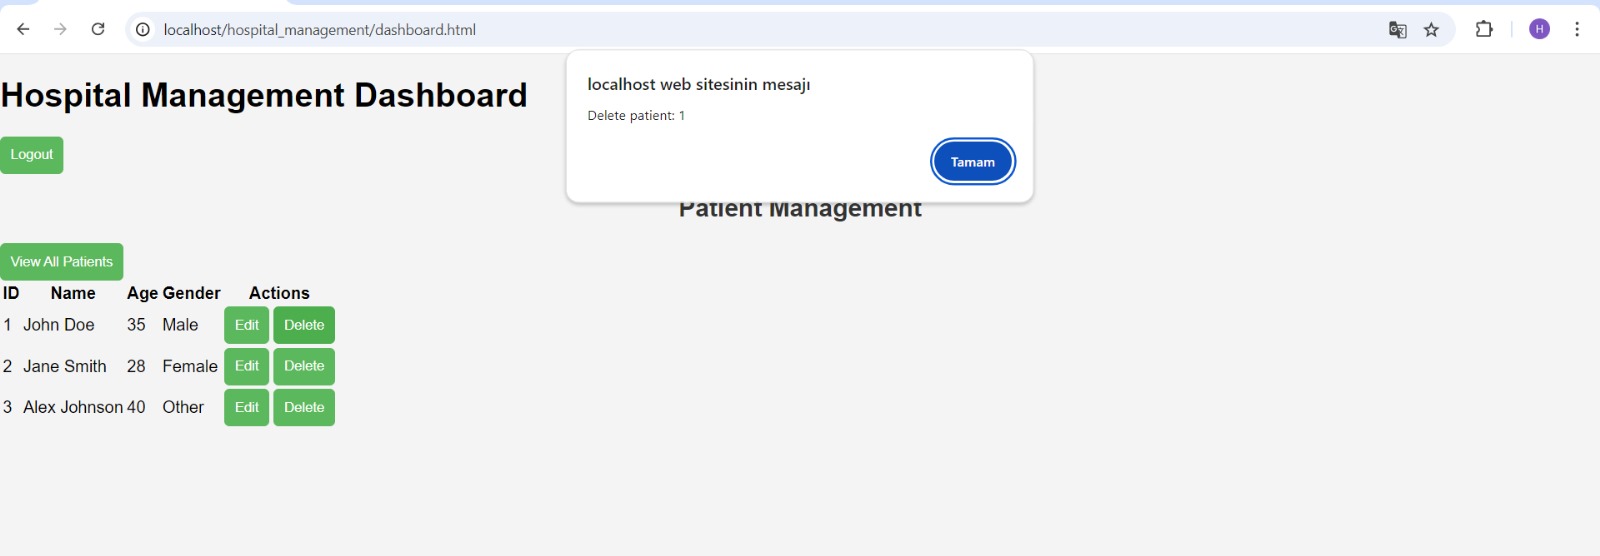 localhost/hospital_management/dashboard.html
H
localhost web sitesinin mesajı
Delete patient: 1
Tamam
Hospital Management Dashboard
Logout
Patient Management
View All Patients
ID Name Age Gender Actions
1 John Doe 35 Male Edit Delete
2 Jane Smith 28 Female Edit Delete
3 Alex Johnson 40 Other Edit Delete